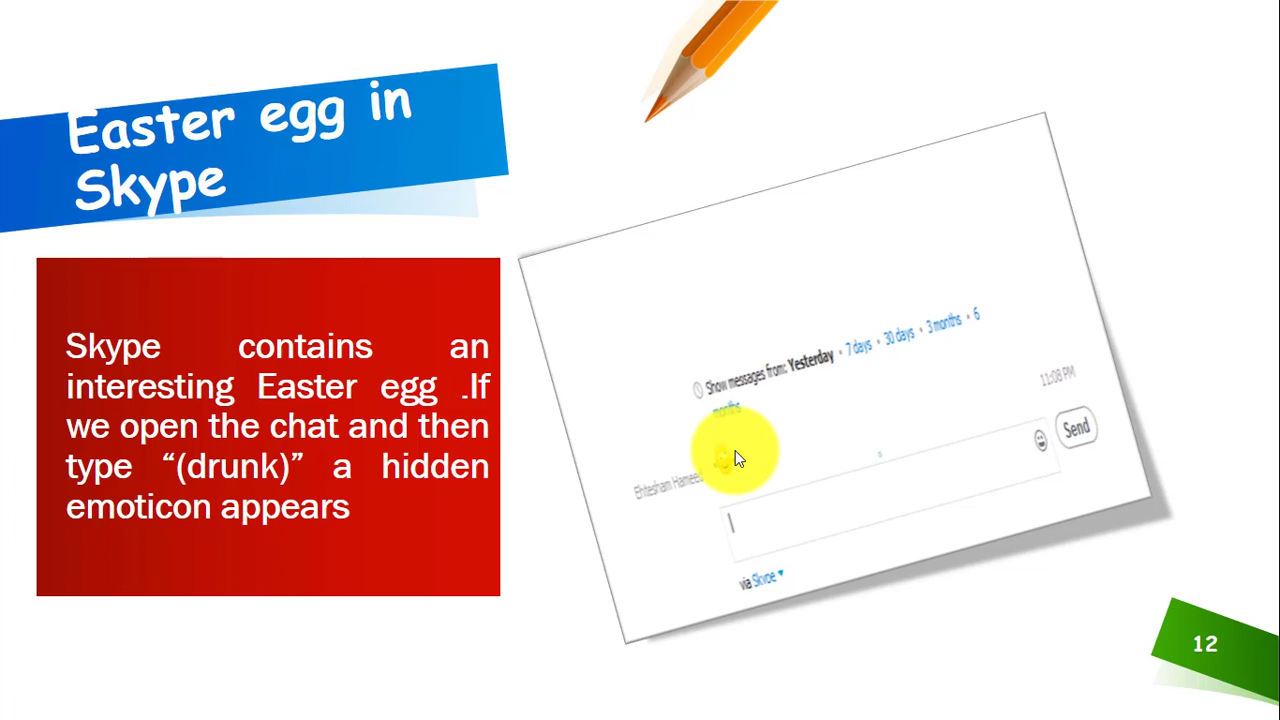 Easter egg in
Skype
Skype contains an
interesting Easter egg .If
we open the chat and then
type “(drunk)” a hidden
emoticon appears
Show messages from: Yesterday • 7 days • 30 days • 3 months • 6
months
11:08 PM
Ehtesham Hameed
Send
via Skype
12